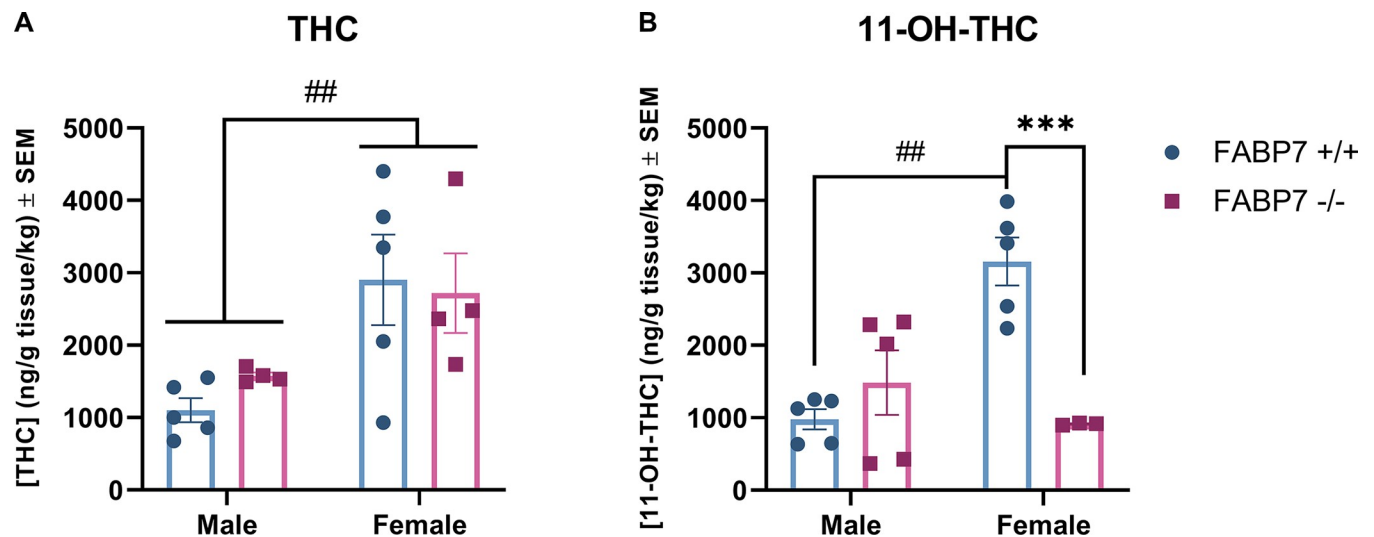 A
THC
##
[THC] (ng/g tissue/kg) ± SEM
5000
4000
3000
2000
1000
0
Male
Female
B
11-OH-THC
##
***
[11-OH-THC] (ng/g tissue/kg) ± SEM
5000
4000
3000
2000
1000
0
Male
Female
FABP7 +/+
FABP7 -/-